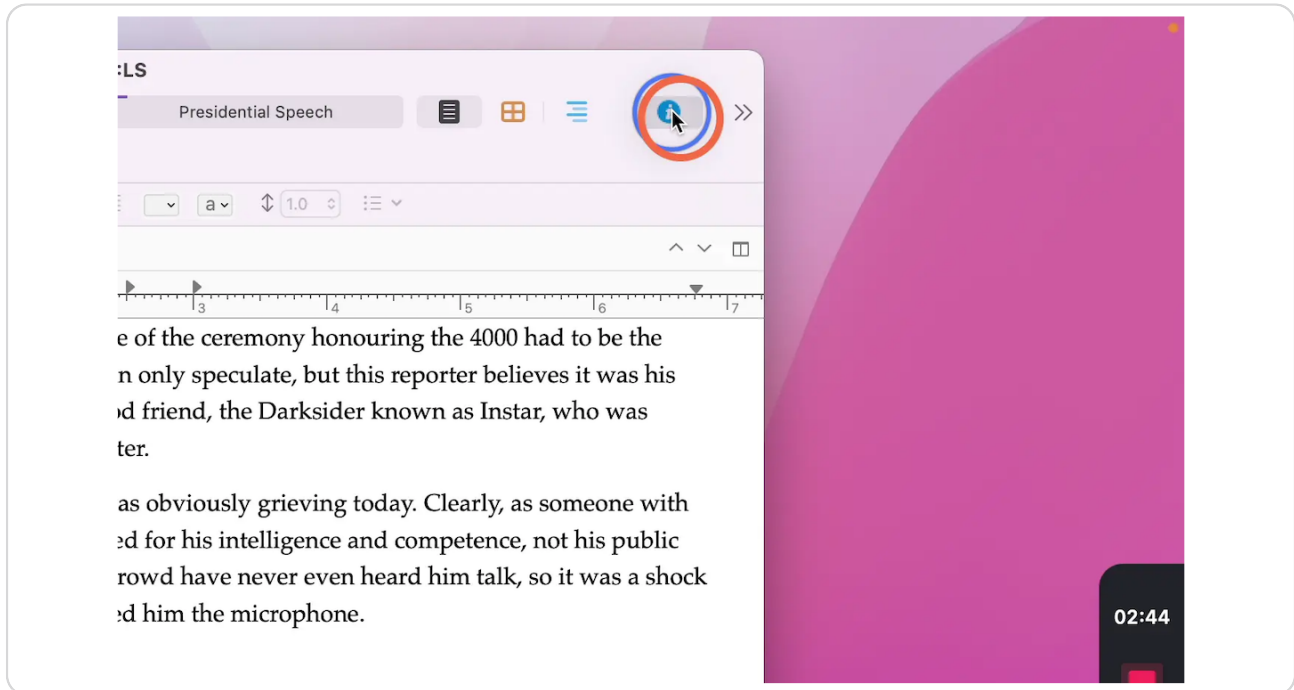 :LS
Presidential Speech
a
1.0
3 4 5 6 7
e of the ceremony honouring the 4000 had to be the
n only speculate, but this reporter believes it was his
od friend, the Darksider known as Instar, who was
ter.
as obviously grieving today. Clearly, as someone with
ed for his intelligence and competence, not his public
rowd have never even heard him talk, so it was a shock
ed him the microphone.
02:44